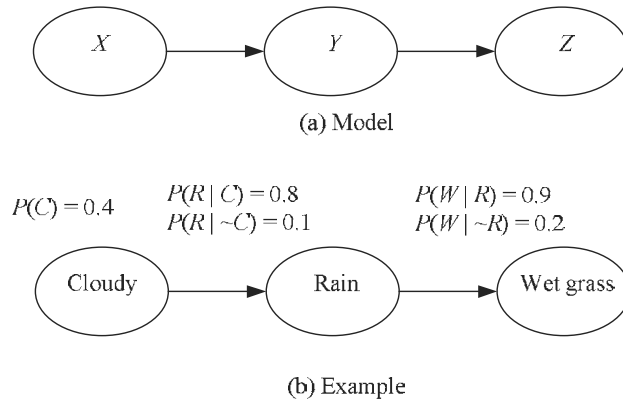 X
Y
Z
(a) Model
P(C) = 0.4
P(R | C) = 0.8
P(R | ~C) = 0.1
P(W | R) = 0.9
P(W | ~R) = 0.2
Cloudy
Rain
Wet grass
(b) Example